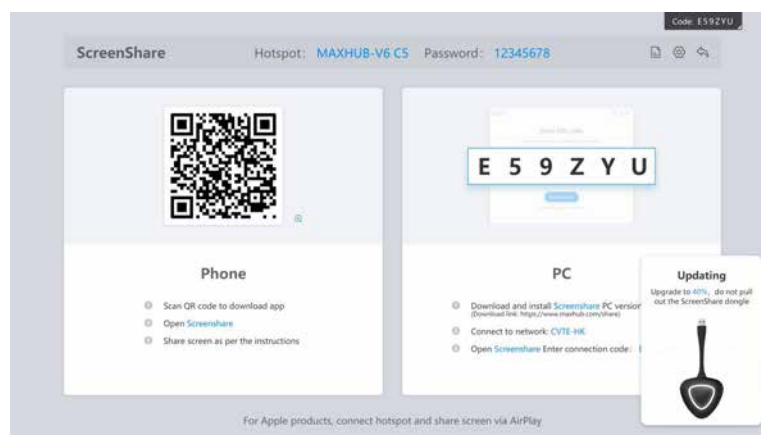 Code: E59ZYU
ScreenShare
Hotspot: MAXHUB-V6 C5
Password: 12345678
E 5 9 Z Y U
Phone
Scan QR code to download app
Open Screenshare
Share screen as per the instructions
PC
Download and install Screenshare PC version
(Download link: https://www.maxhub.com/share)
Connect to network: CVTE-HK
Open Screenshare Enter connection code:
Updating
Upgrade to 40%, do not pull
out the ScreenShare dongle
For Apple products, connect hotspot and share screen via AirPlay